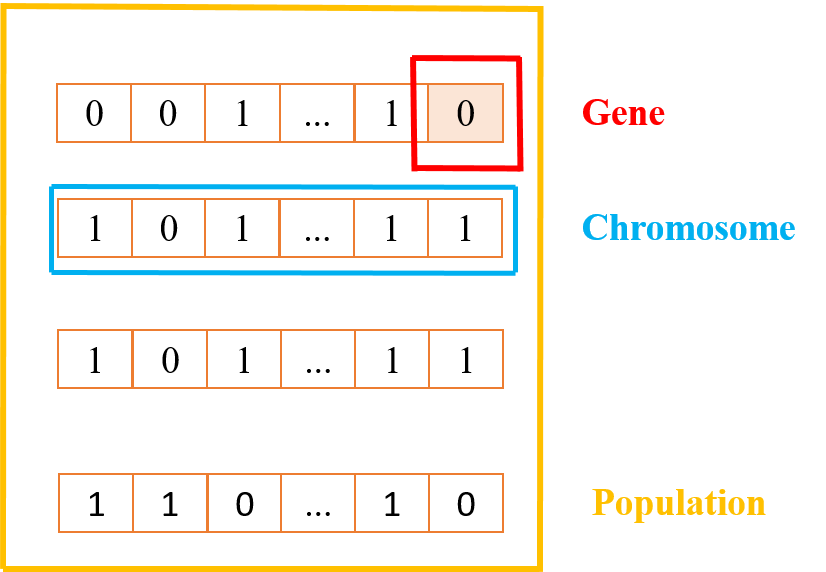 0 0 1 ... 1 0 Gene
1 0 1 ... 1 1 Chromosome
1 0 1 ... 1 1
1 1 0 ... 1 0 Population